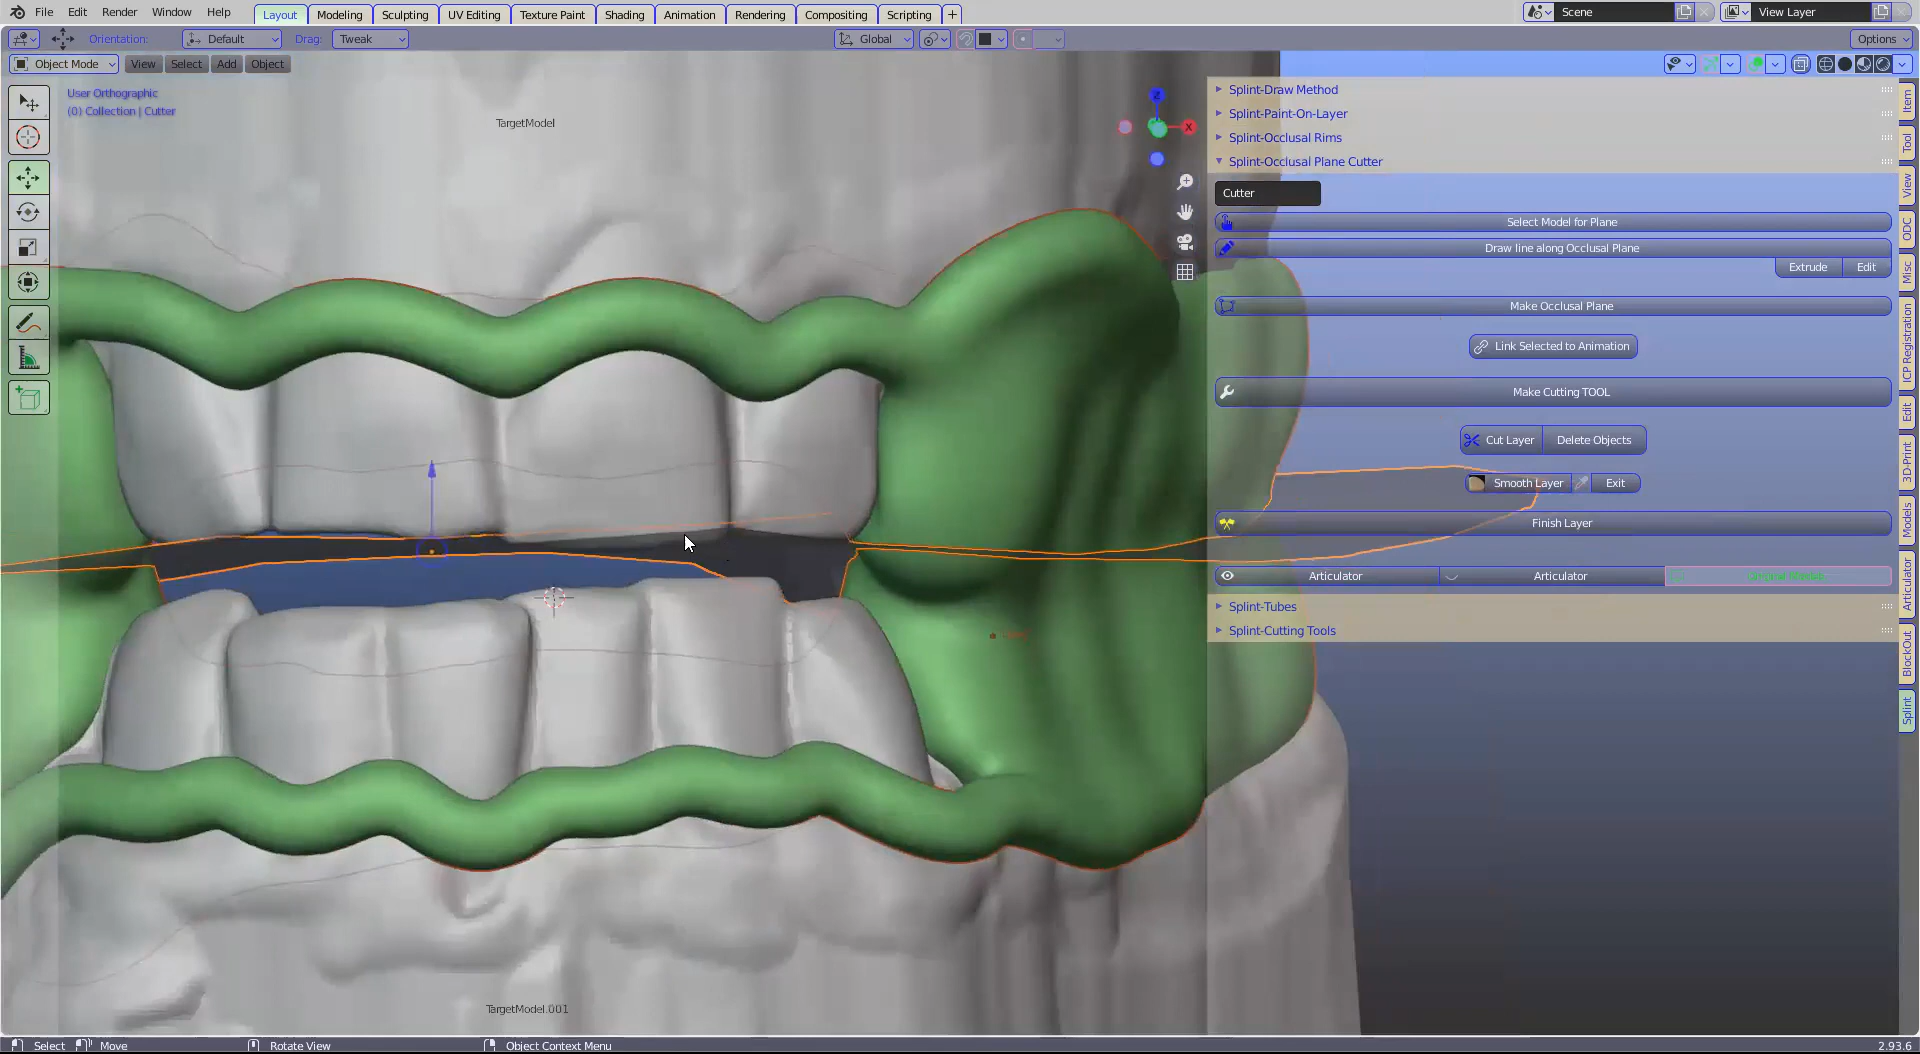 File Edit Render Window Help Layout Modeling Sculpting UV Editing Texture Paint Shading Animation Rendering Compositing Scripting + Scene View Layer
Orientation: Default Drag: Tweak Global Options
Object Mode View Select Add Object
User Orthographic
(0) Collection | Cutter
TargetModel
Z
X
Splint-Draw Method
Splint-Paint-On-Layer
Splint-Occlusal Rims
Splint-Occlusal Plane Cutter
Cutter
Select Model for Plane
Draw line along Occlusal Plane
Extrude Edit
Make Occlusal Plane
Link Selected to Animation
Make Cutting TOOL
Cut Layer Delete Objects
Smooth Layer Exit
Finish Layer
Articulator Articulator
Splint-Tubes
Splint-Cutting Tools
Item
Tool
View
ODC
Misc
ICP Registration
Edit
3D-Print
Models
Articulator
BlockOut
Splint
TargetModel.001
Select Move Rotate View Object Context Menu 2.93.6